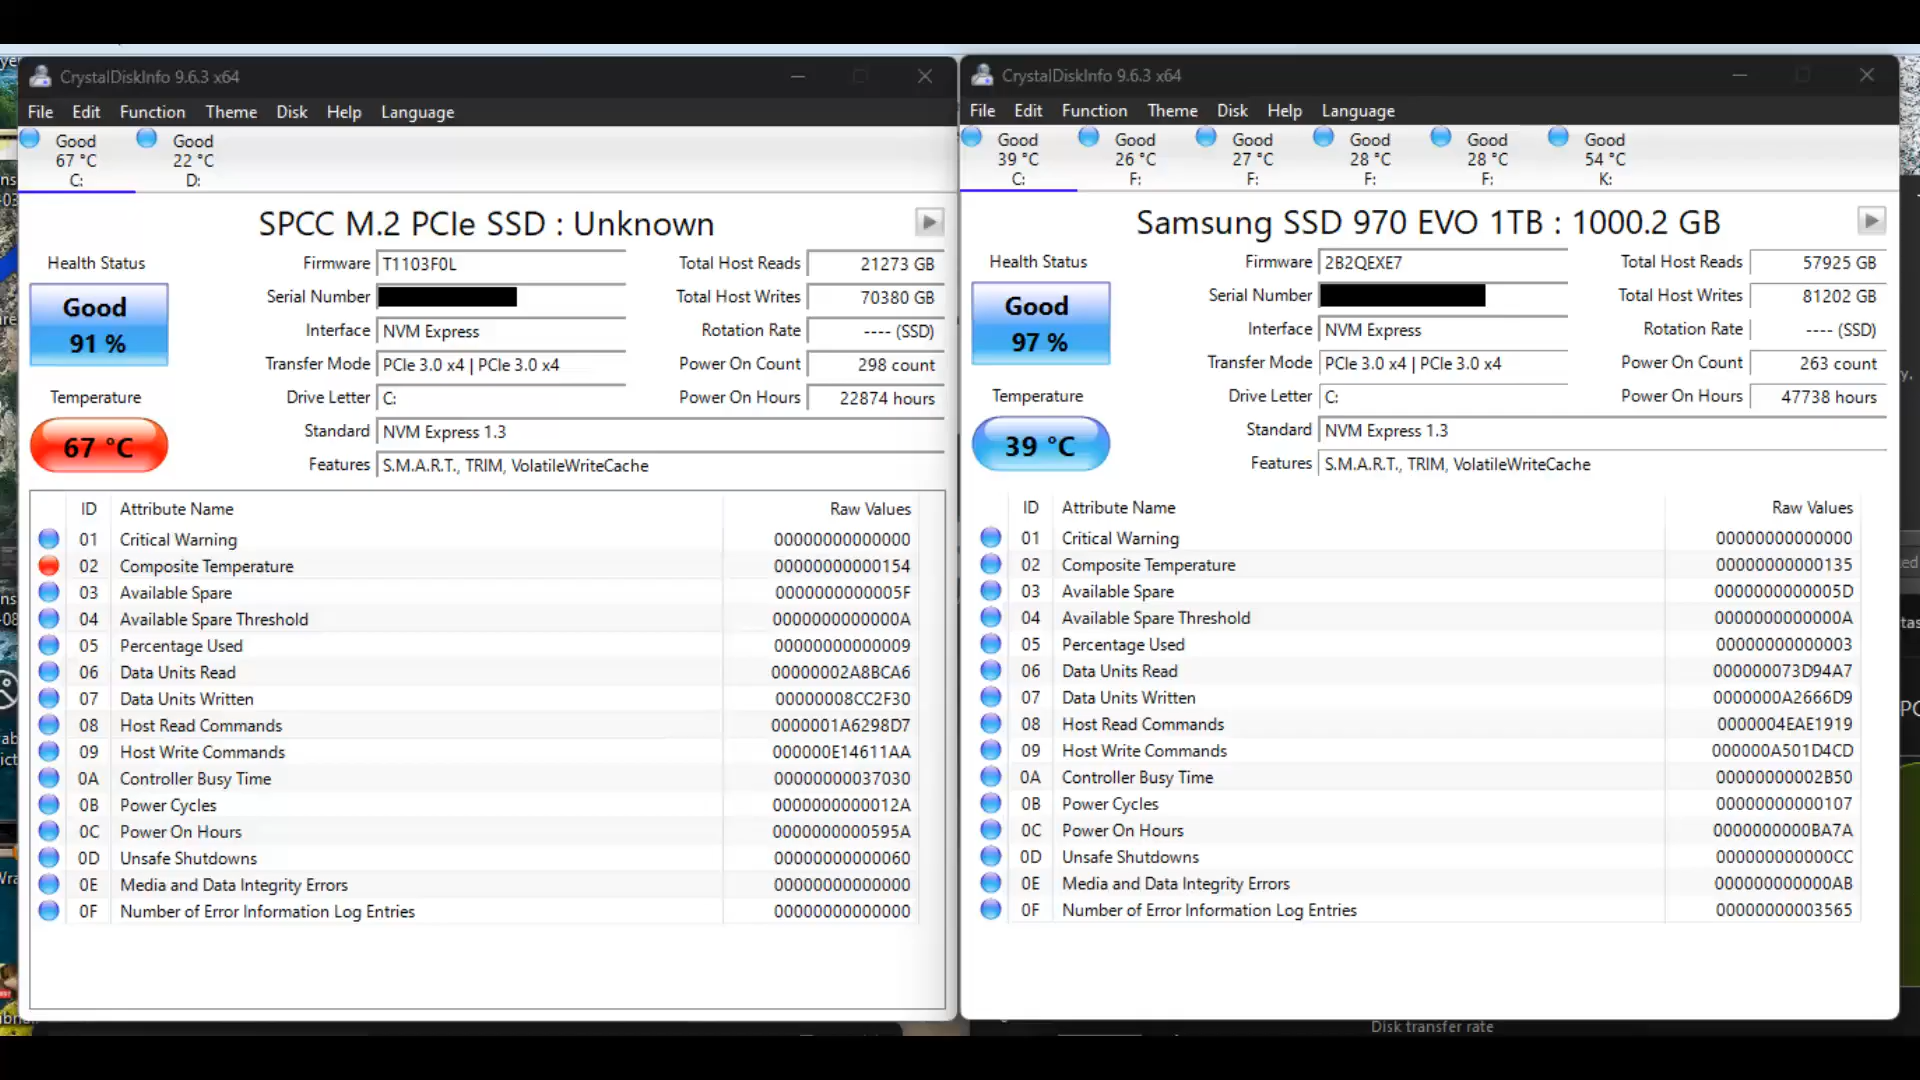 CrystalDiskInfo 9.6.3 x64
File Edit Function Theme Disk Help Language
Good Good
67 °C 22 °C
C: D:
SPCC M.2 PCIe SSD : Unknown
Health Status
Good
91 %
Temperature
67 °C
Firmware T1103F0L
Serial Number
Interface NVM Express
Transfer Mode PCIe 3.0 x4 | PCIe 3.0 x4
Drive Letter C:
Standard NVM Express 1.3
Features S.M.A.R.T., TRIM, VolatileWriteCache
Total Host Reads 21273 GB
Total Host Writes 70380 GB
Rotation Rate ---- (SSD)
Power On Count 298 count
Power On Hours 22874 hours
ID Attribute Name Raw Values
01 Critical Warning 00000000000000
02 Composite Temperature 00000000000154
03 Available Spare 0000000000005F
04 Available Spare Threshold 0000000000000A
05 Percentage Used 00000000000009
06 Data Units Read 00000002A8BCA6
07 Data Units Written 00000008CC2F30
08 Host Read Commands 0000001A6298D7
09 Host Write Commands 000000E14611AA
0A Controller Busy Time 00000000037030
0B Power Cycles 0000000000012A
0C Power On Hours 0000000000595A
0D Unsafe Shutdowns 00000000000060
0E Media and Data Integrity Errors 00000000000000
0F Number of Error Information Log Entries 00000000000000
CrystalDiskInfo 9.6.3 x64
File Edit Function Theme Disk Help Language
Good Good Good Good Good Good
39 °C 26 °C 27 °C 28 °C 28 °C 54 °C
C: F: F: F: F: K:
Samsung SSD 970 EVO 1TB : 1000.2 GB
Health Status
Good
97 %
Temperature
39 °C
Firmware 2B2QEXE7
Serial Number
Interface NVM Express
Transfer Mode PCIe 3.0 x4 | PCIe 3.0 x4
Drive Letter C:
Standard NVM Express 1.3
Features S.M.A.R.T., TRIM, VolatileWriteCache
Total Host Reads 57925 GB
Total Host Writes 81202 GB
Rotation Rate ---- (SSD)
Power On Count 263 count
Power On Hours 47738 hours
ID Attribute Name Raw Values
01 Critical Warning 00000000000000
02 Composite Temperature 00000000000135
03 Available Spare 0000000000005D
04 Available Spare Threshold 0000000000000A
05 Percentage Used 00000000000003
06 Data Units Read 000000073D94A7
07 Data Units Written 0000000A2666D9
08 Host Read Commands 0000004EAE1919
09 Host Write Commands 000000A501D4CD
0A Controller Busy Time 00000000002B50
0B Power Cycles 00000000000107
0C Power On Hours 0000000000BA7A
0D Unsafe Shutdowns 000000000000CC
0E Media and Data Integrity Errors 000000000000AB
0F Number of Error Information Log Entries 00000000003565
Disk transfer rate